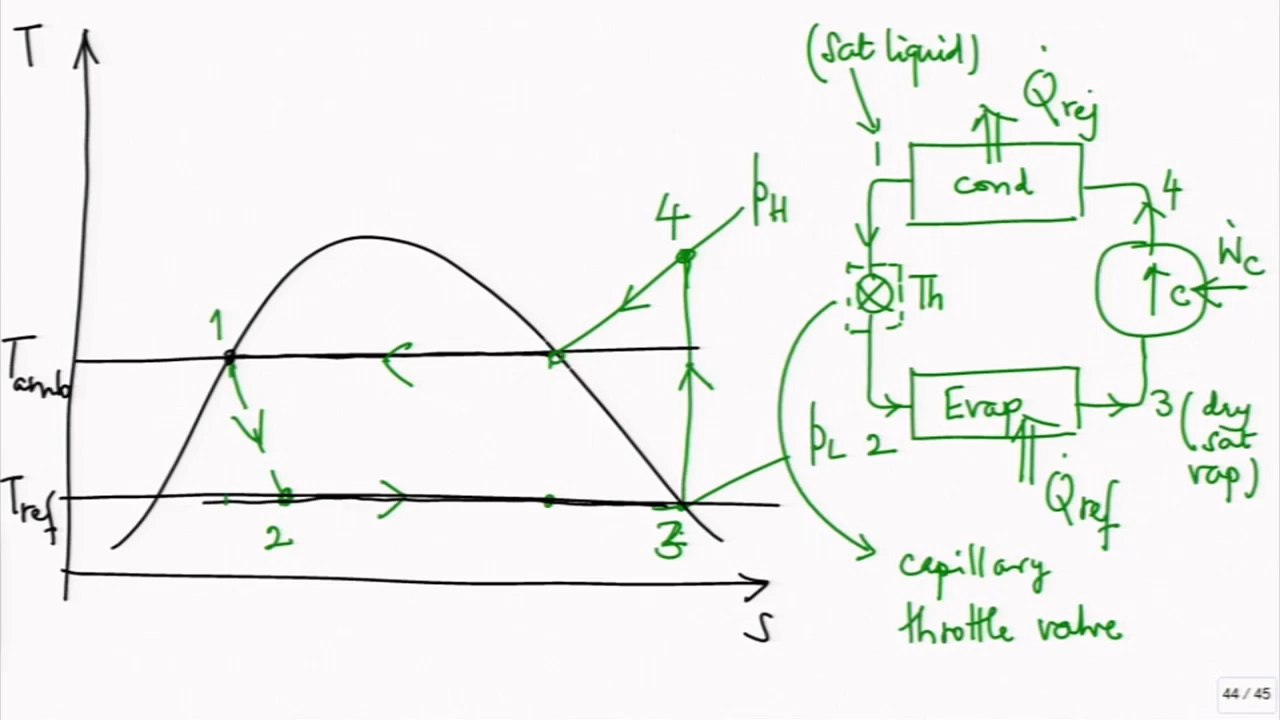 T
(sat liquid)
Q̇rej
1
cond
4
4
pH
Ẇc
1
Th
c
Tamb
Evap
3 (dry
sat
vap)
pL
2
Tref
Q̇ref
2
3
capillary
throttle valve
s
44 / 45